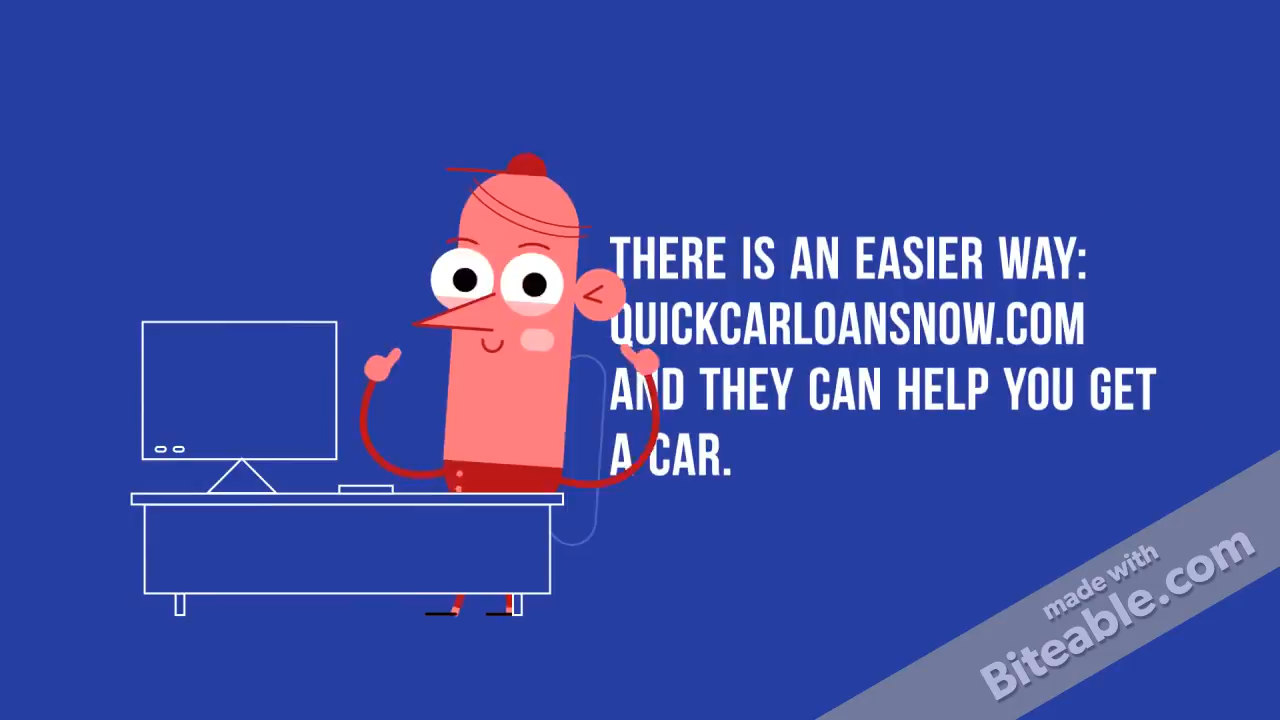 THERE IS AN EASIER WAY:
QUICKCARLOANSNOW.COM
AND THEY CAN HELP YOU GET
A CAR.
made with
Biteable.com